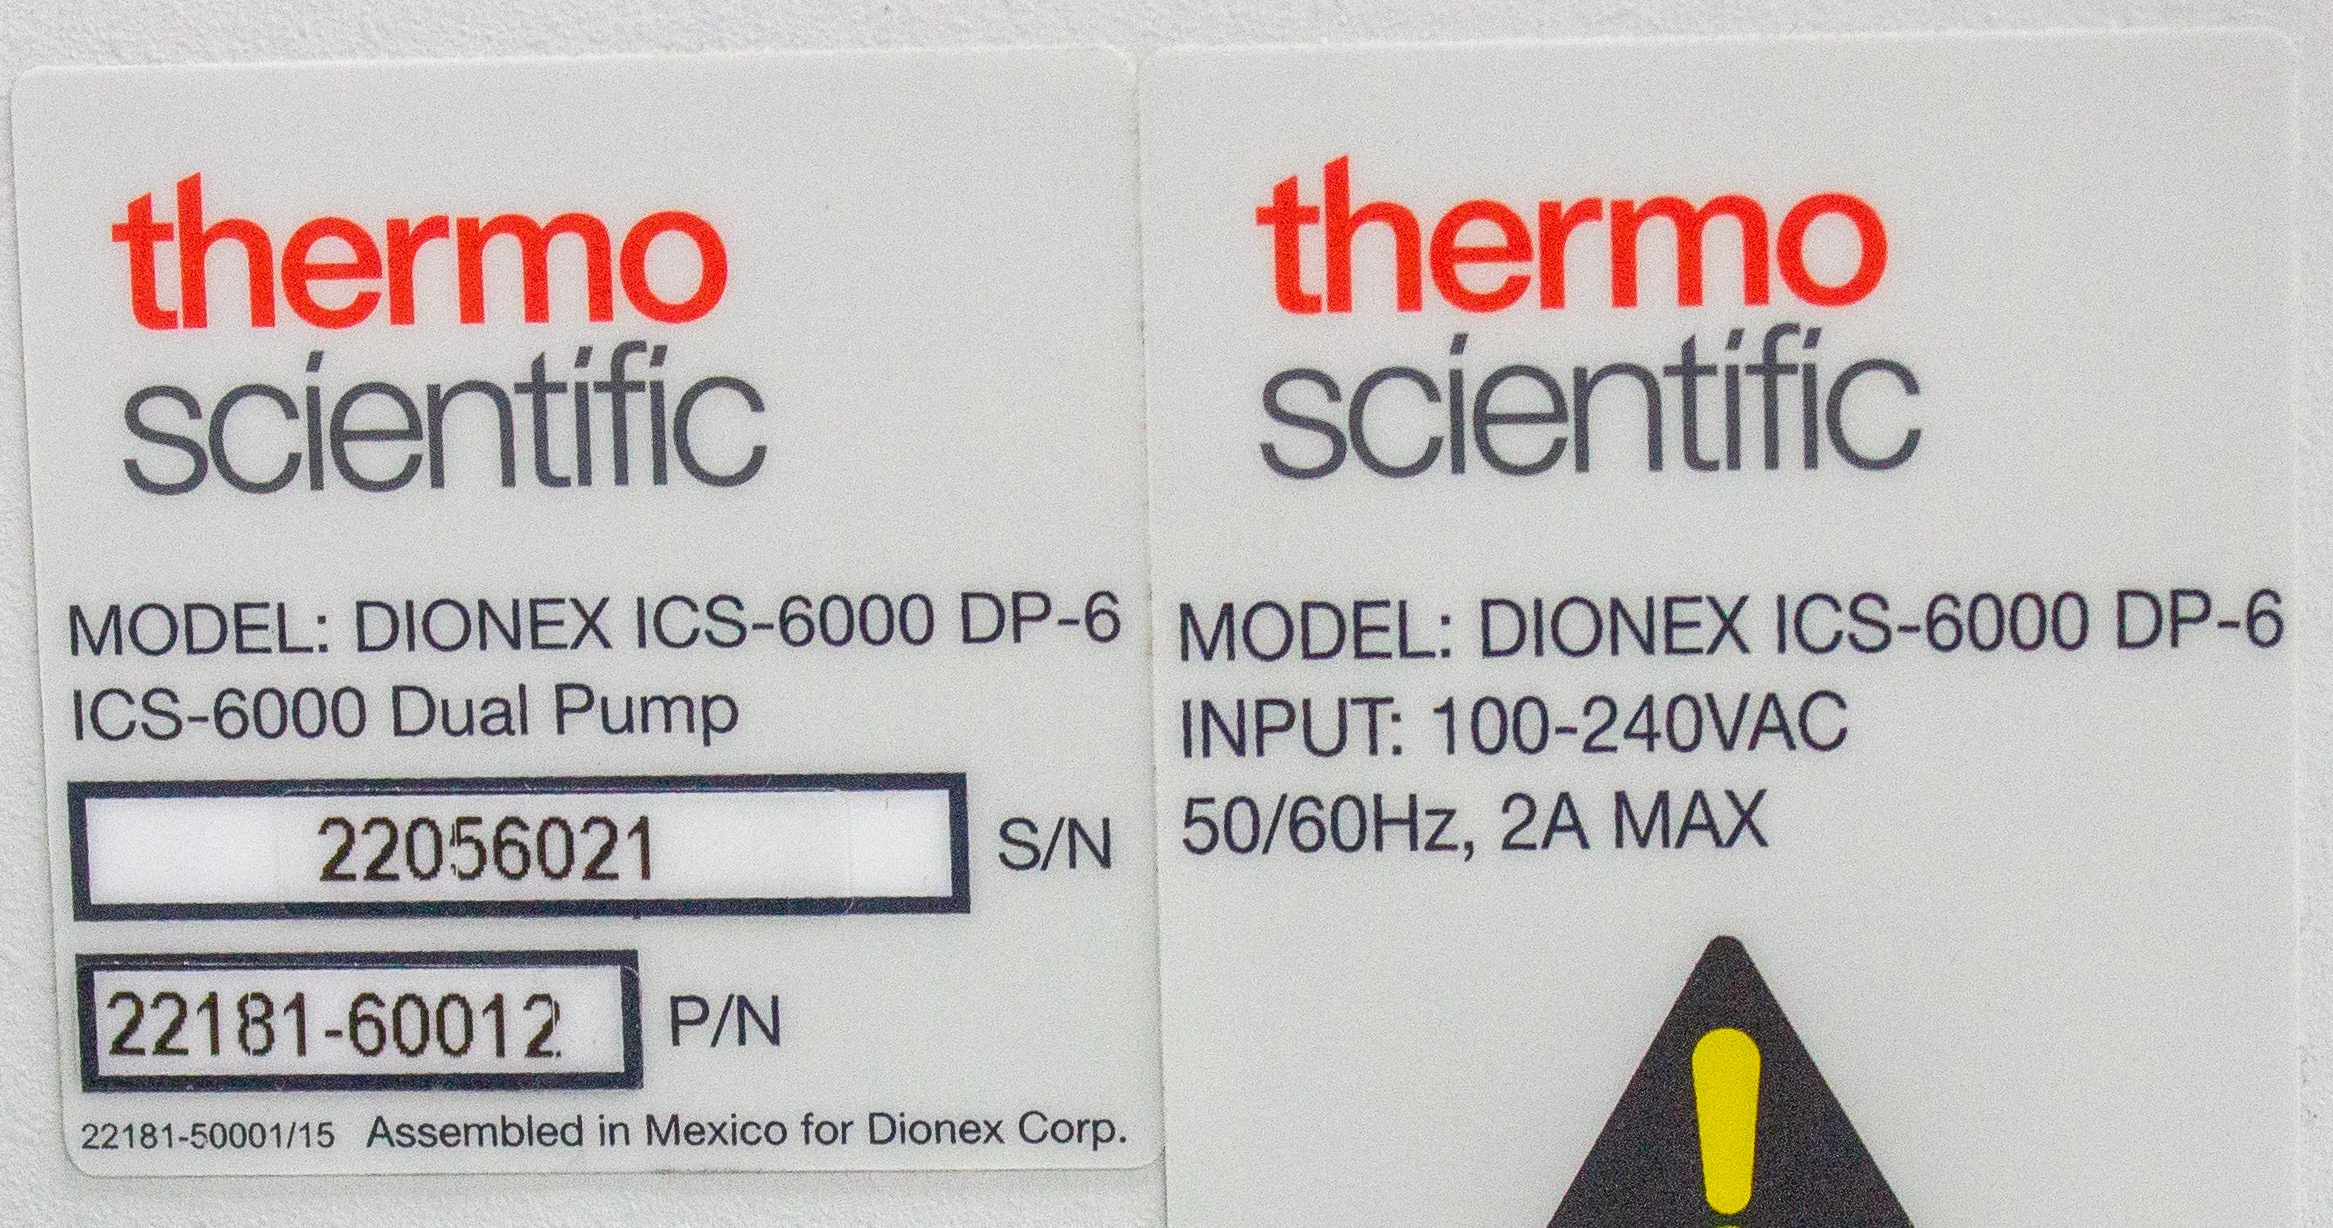 thermo
scientific
MODEL: DIONEX ICS-6000 DP-6
ICS-6000 Dual Pump
22056021 S/N
22181-60012 P/N
22181-50001/15 Assembled in Mexico for Dionex Corp.
thermo
scientific
MODEL: DIONEX ICS-6000 DP-6
INPUT: 100-240VAC
50/60Hz, 2A MAX